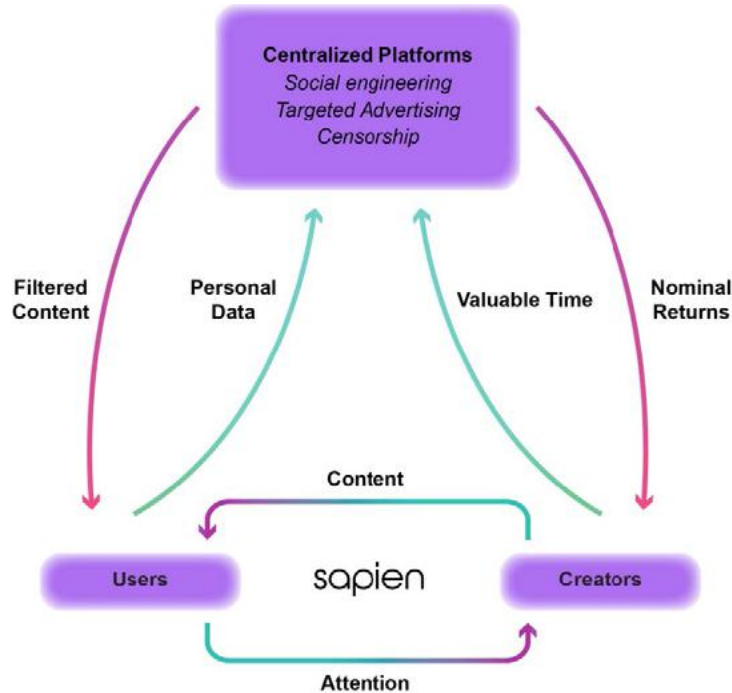 Centralized Platforms
Social engineering
Targeted Advertising
Censorship
Filtered
Content
Personal
Data
Valuable Time
Nominal
Returns
Content
Users
sapien
Creators
Attention